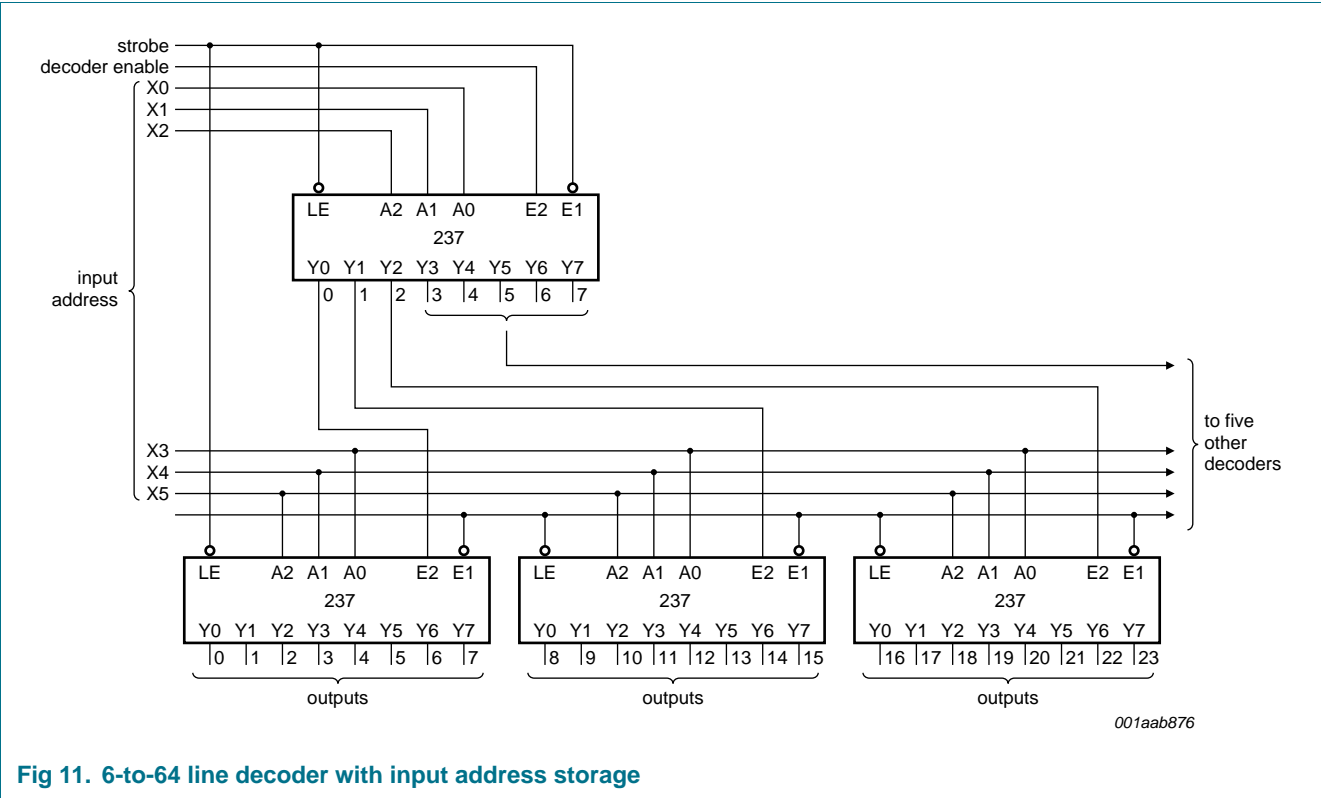 strobe
decoder enable
X0
X1
X2
LE A2 A1 A0 E2 E1
237
Y0 Y1 Y2 Y3 Y4 Y5 Y6 Y7
0 1 2 3 4 5 6 7
input
address
X3
X4
X5
to five
other
decoders
LE A2 A1 A0 E2 E1
237
Y0 Y1 Y2 Y3 Y4 Y5 Y6 Y7
0 1 2 3 4 5 6 7
outputs
LE A2 A1 A0 E2 E1
237
Y0 Y1 Y2 Y3 Y4 Y5 Y6 Y7
8 9 10 11 12 13 14 15
outputs
LE A2 A1 A0 E2 E1
237
Y0 Y1 Y2 Y3 Y4 Y5 Y6 Y7
16 17 18 19 20 21 22 23
outputs
001aab876
Fig 11. 6-to-64 line decoder with input address storage